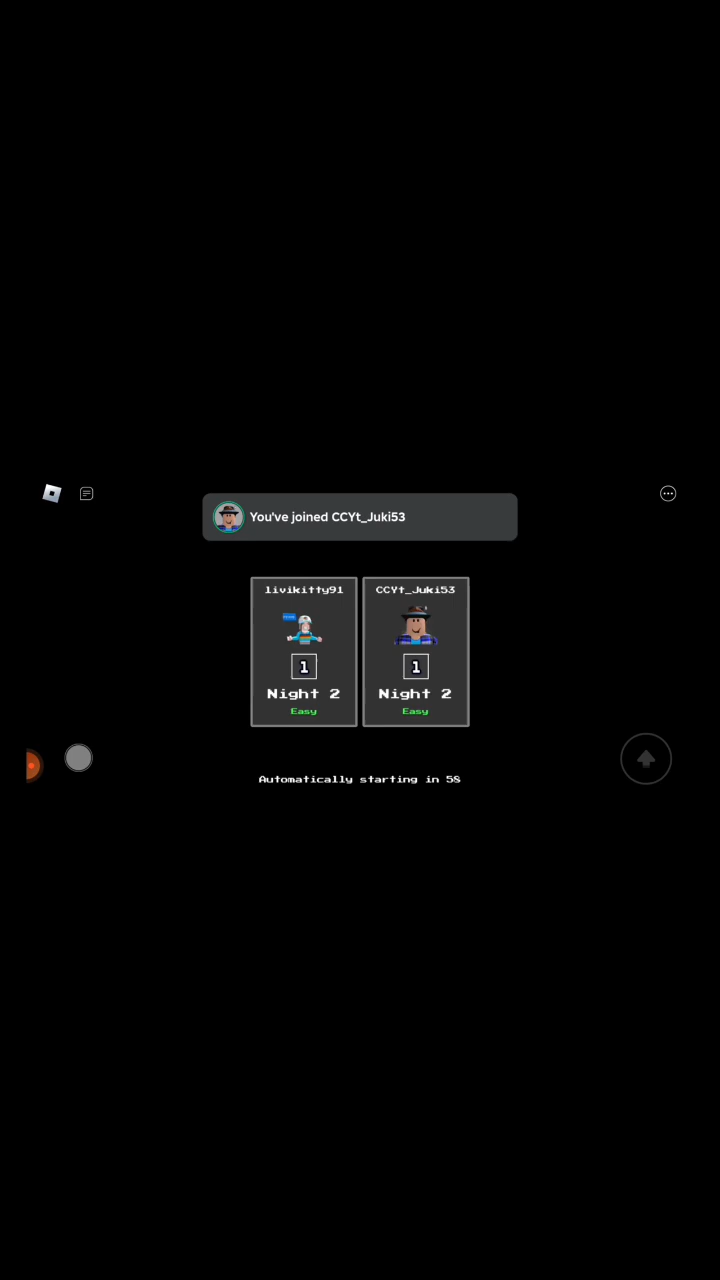 You've joined CCYt_Juki53
livikitty91
CCYt_Juki53
1
1
Night 2
Night 2
Easy
Easy
Automatically starting in 58